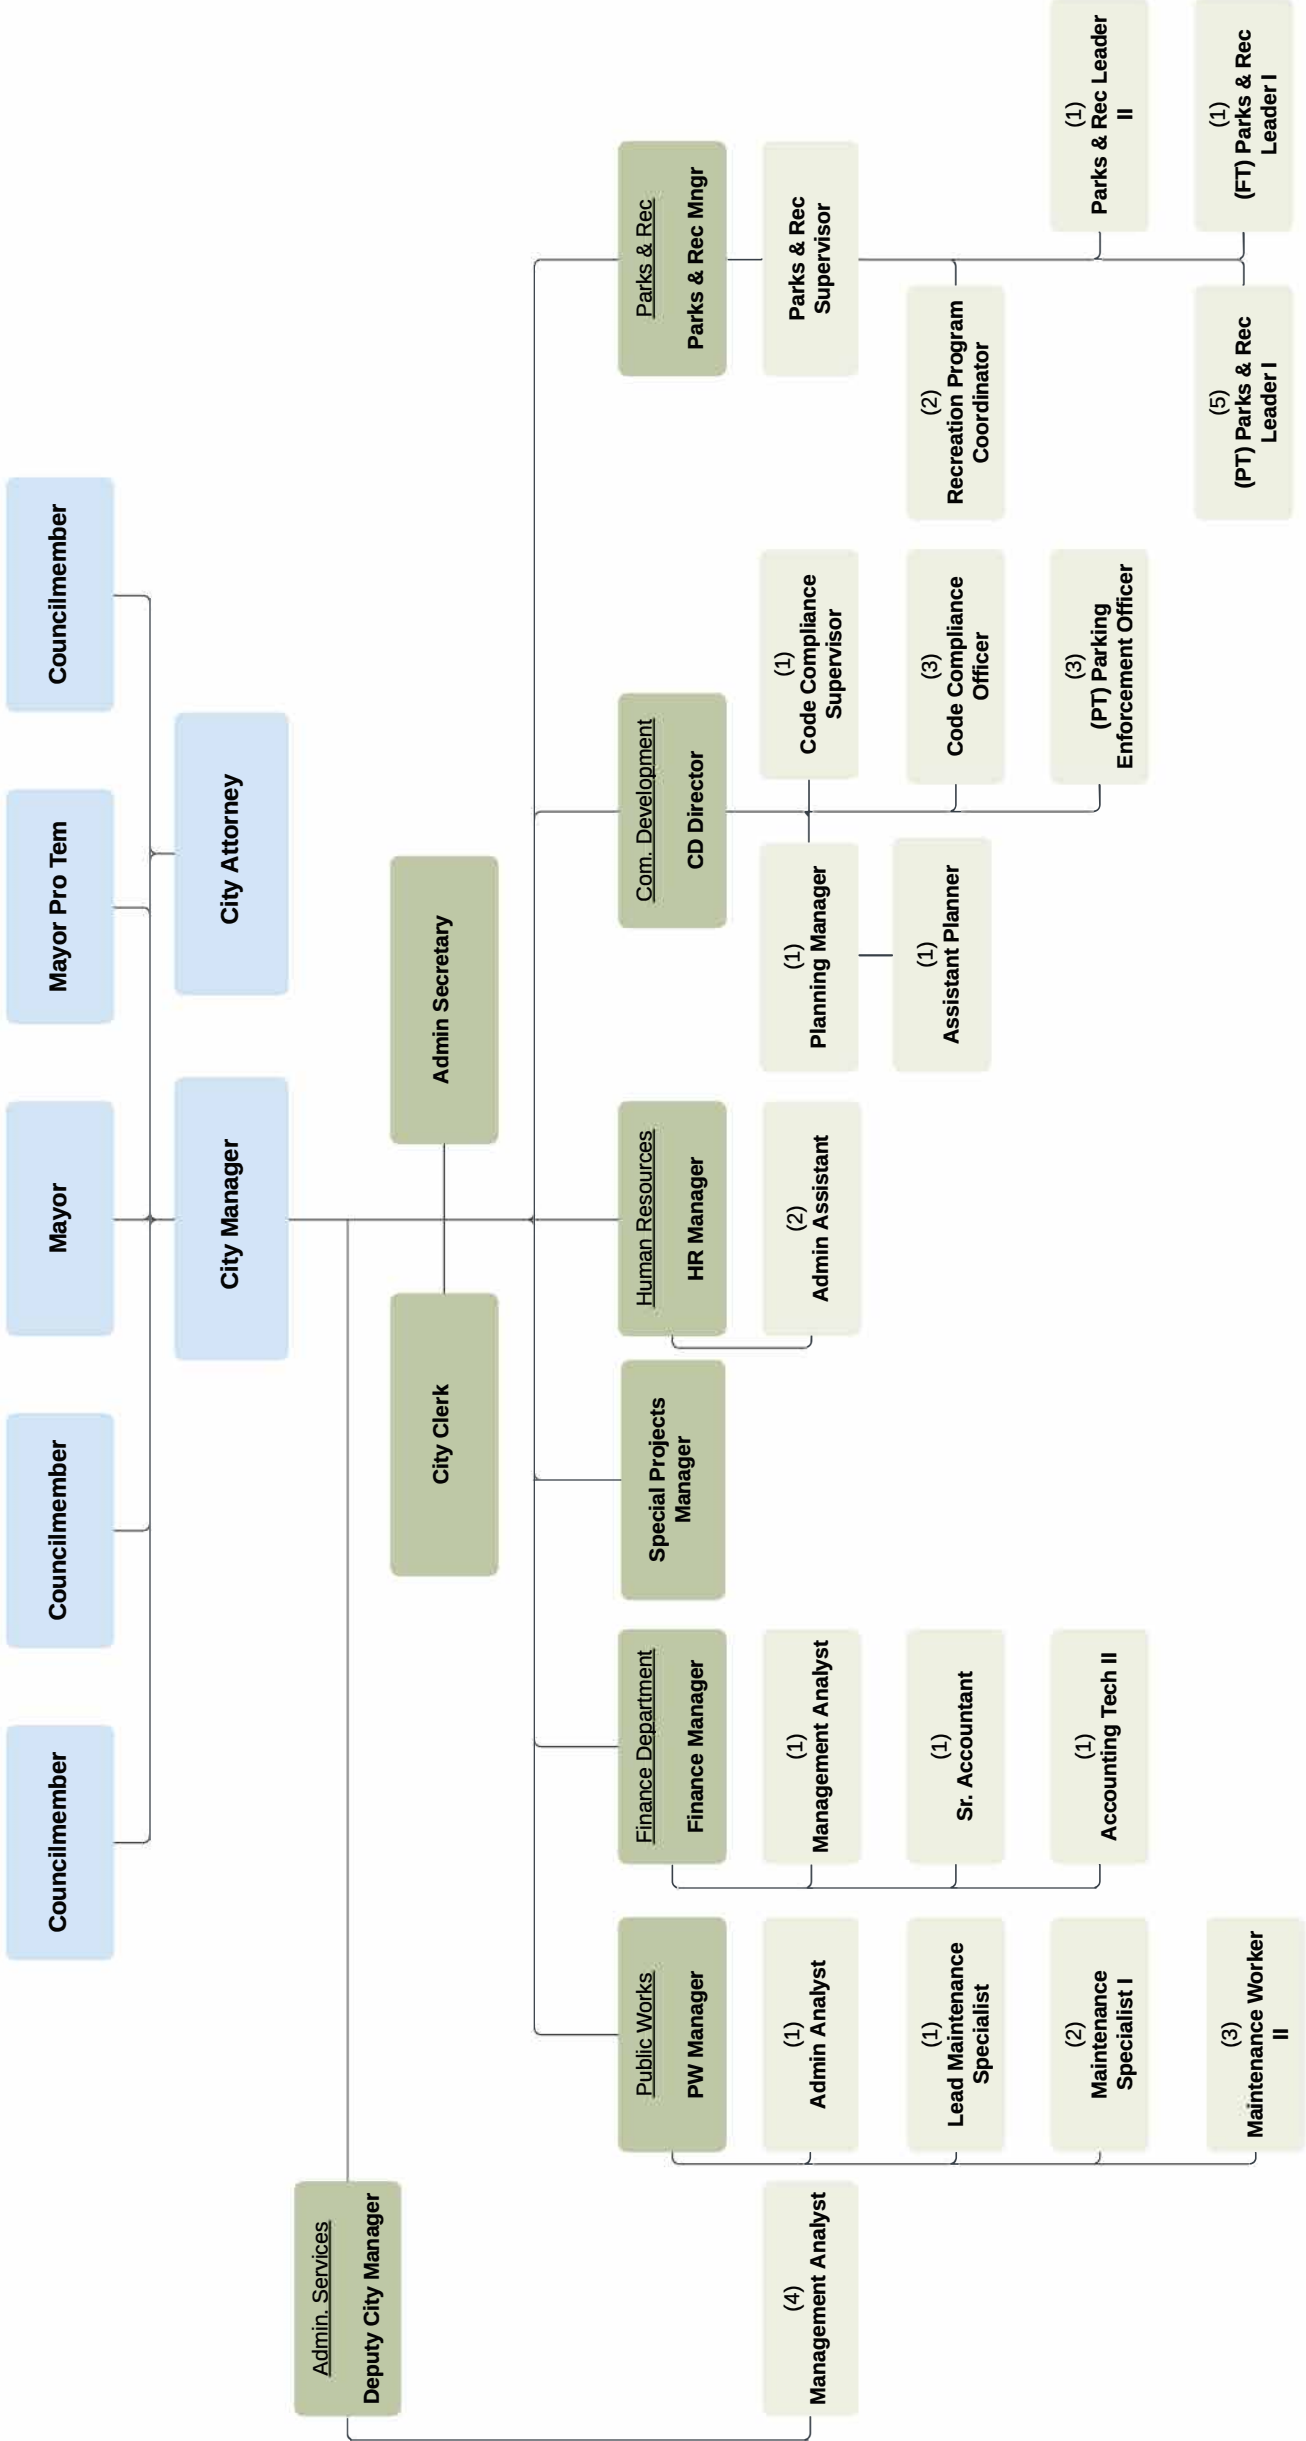 Councilmember
Councilmember
Mayor
Mayor Pro Tem
Councilmember
City Manager
City Attorney
Admin. Services
Deputy City Manager
City Clerk
Admin Secretary
Public Works
PW Manager
Finance Department
Finance Manager
Special Projects
Manager
Human Resources
HR Manager
Com. Development
CD Director
Parks & Rec
Parks & Rec Mngr
(4)
Management Analyst
(1)
Admin Analyst
(1)
Management Analyst
(2)
Admin Assistant
(1)
Planning Manager
(1)
Code Compliance
Supervisor
Parks & Rec
Supervisor
(1)
Lead Maintenance
Specialist
(1)
Sr. Accountant
(1)
Assistant Planner
(3)
Code Compliance
Officer
(2)
Recreation Program
Coordinator
(2)
Maintenance
Specialist I
(1)
Accounting Tech II
(3)
(PT) Parking
Enforcement Officer
(1)
Parks & Rec Leader
II
(3)
Maintenance Worker
II
(5)
(PT) Parks & Rec
Leader I
(1)
(FT) Parks & Rec
Leader I